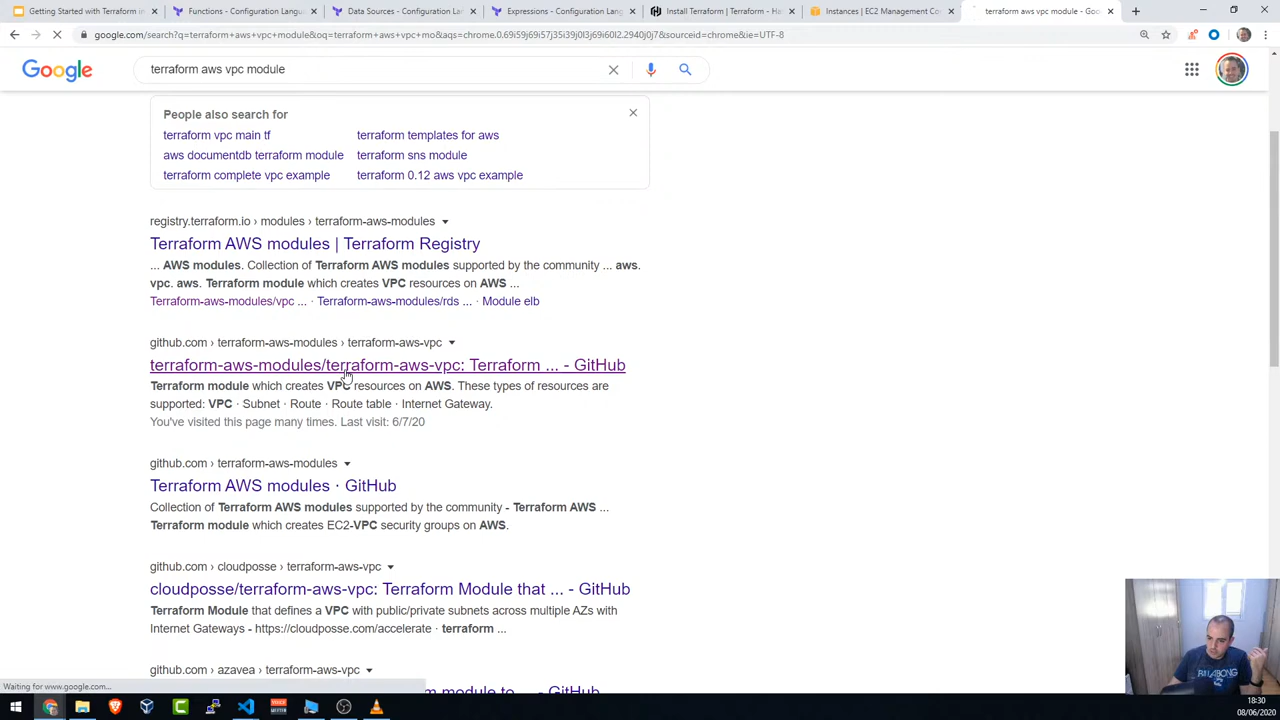 Getting Started with Terraform in
Functions - Configuration Langu
Data Sources - Configuration La
Expressions - Configuration Lang
Install Terraform | Terraform - Ha
Instances | EC2 Management Co
terraform aws vpc module - Goo
google.com/search?q=terraform+aws+vpc+module&oq=terraform+aws+vpc+mo&aqs=chrome.0.69i59j69i57j35i39j0l3j69i60l2.2940j0j7&sourceid=chrome&ie=UTF-8
Google
terraform aws vpc module
People also search for
terraform vpc main tf
terraform templates for aws
aws documentdb terraform module
terraform sns module
terraform complete vpc example
terraform 0.12 aws vpc example
registry.terraform.io › modules › terraform-aws-modules
Terraform AWS modules | Terraform Registry
... AWS modules. Collection of Terraform AWS modules supported by the community ... aws.
vpc. aws. Terraform module which creates VPC resources on AWS ...
Terraform-aws-modules/vpc ... · Terraform-aws-modules/rds ... · Module elb
github.com › terraform-aws-modules › terraform-aws-vpc
terraform-aws-modules/terraform-aws-vpc: Terraform ... - GitHub
Terraform module which creates VPC resources on AWS. These types of resources are
supported: VPC · Subnet · Route · Route table · Internet Gateway.
You've visited this page many times. Last visit: 6/7/20
github.com › terraform-aws-modules
Terraform AWS modules · GitHub
Collection of Terraform AWS modules supported by the community - Terraform AWS ...
Terraform module which creates EC2-VPC security groups on AWS.
github.com › cloudposse › terraform-aws-vpc
cloudposse/terraform-aws-vpc: Terraform Module that ... - GitHub
Terraform Module that defines a VPC with public/private subnets across multiple AZs with
Internet Gateways - https://cloudposse.com/accelerate · terraform ...
github.com › azavea › terraform-aws-vpc
m module to ... - GitHub
Waiting for www.google.com...
BILLABONG
18:30
08/06/2020